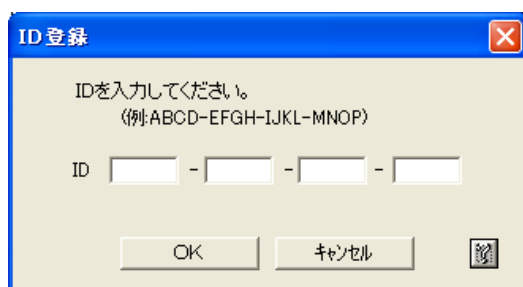 ID登録
IDを入力してください。
(例:ABCD-EFGH-IJKL-MNOP)
ID - - -
OK キャンセル